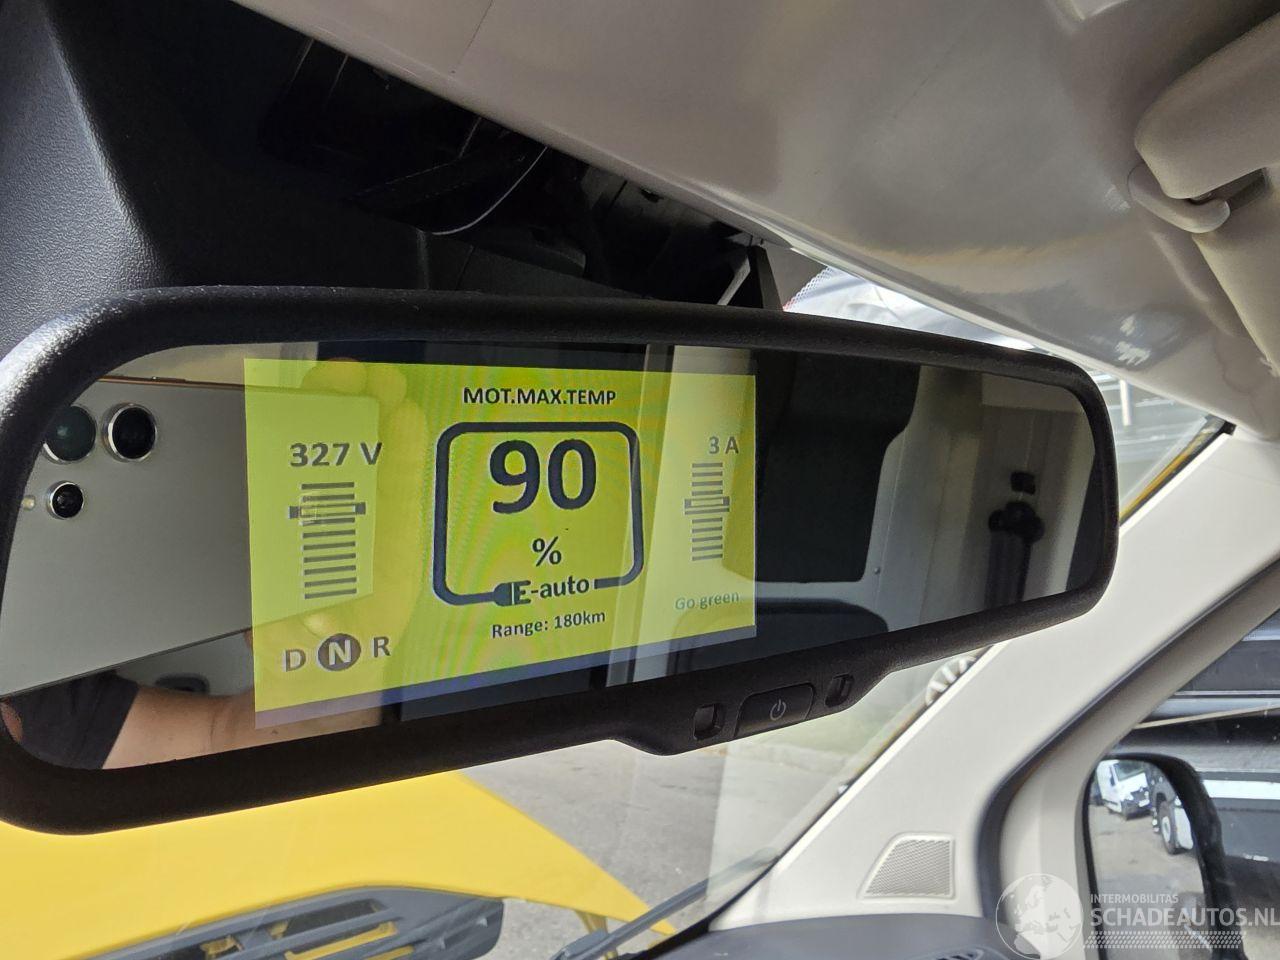 MOT.MAX.TEMP
327 V
3 A
90
%
E-auto
Range: 180km
Go green
D N R
INTERMOBILITAS
SCHADEAUTOS.NL